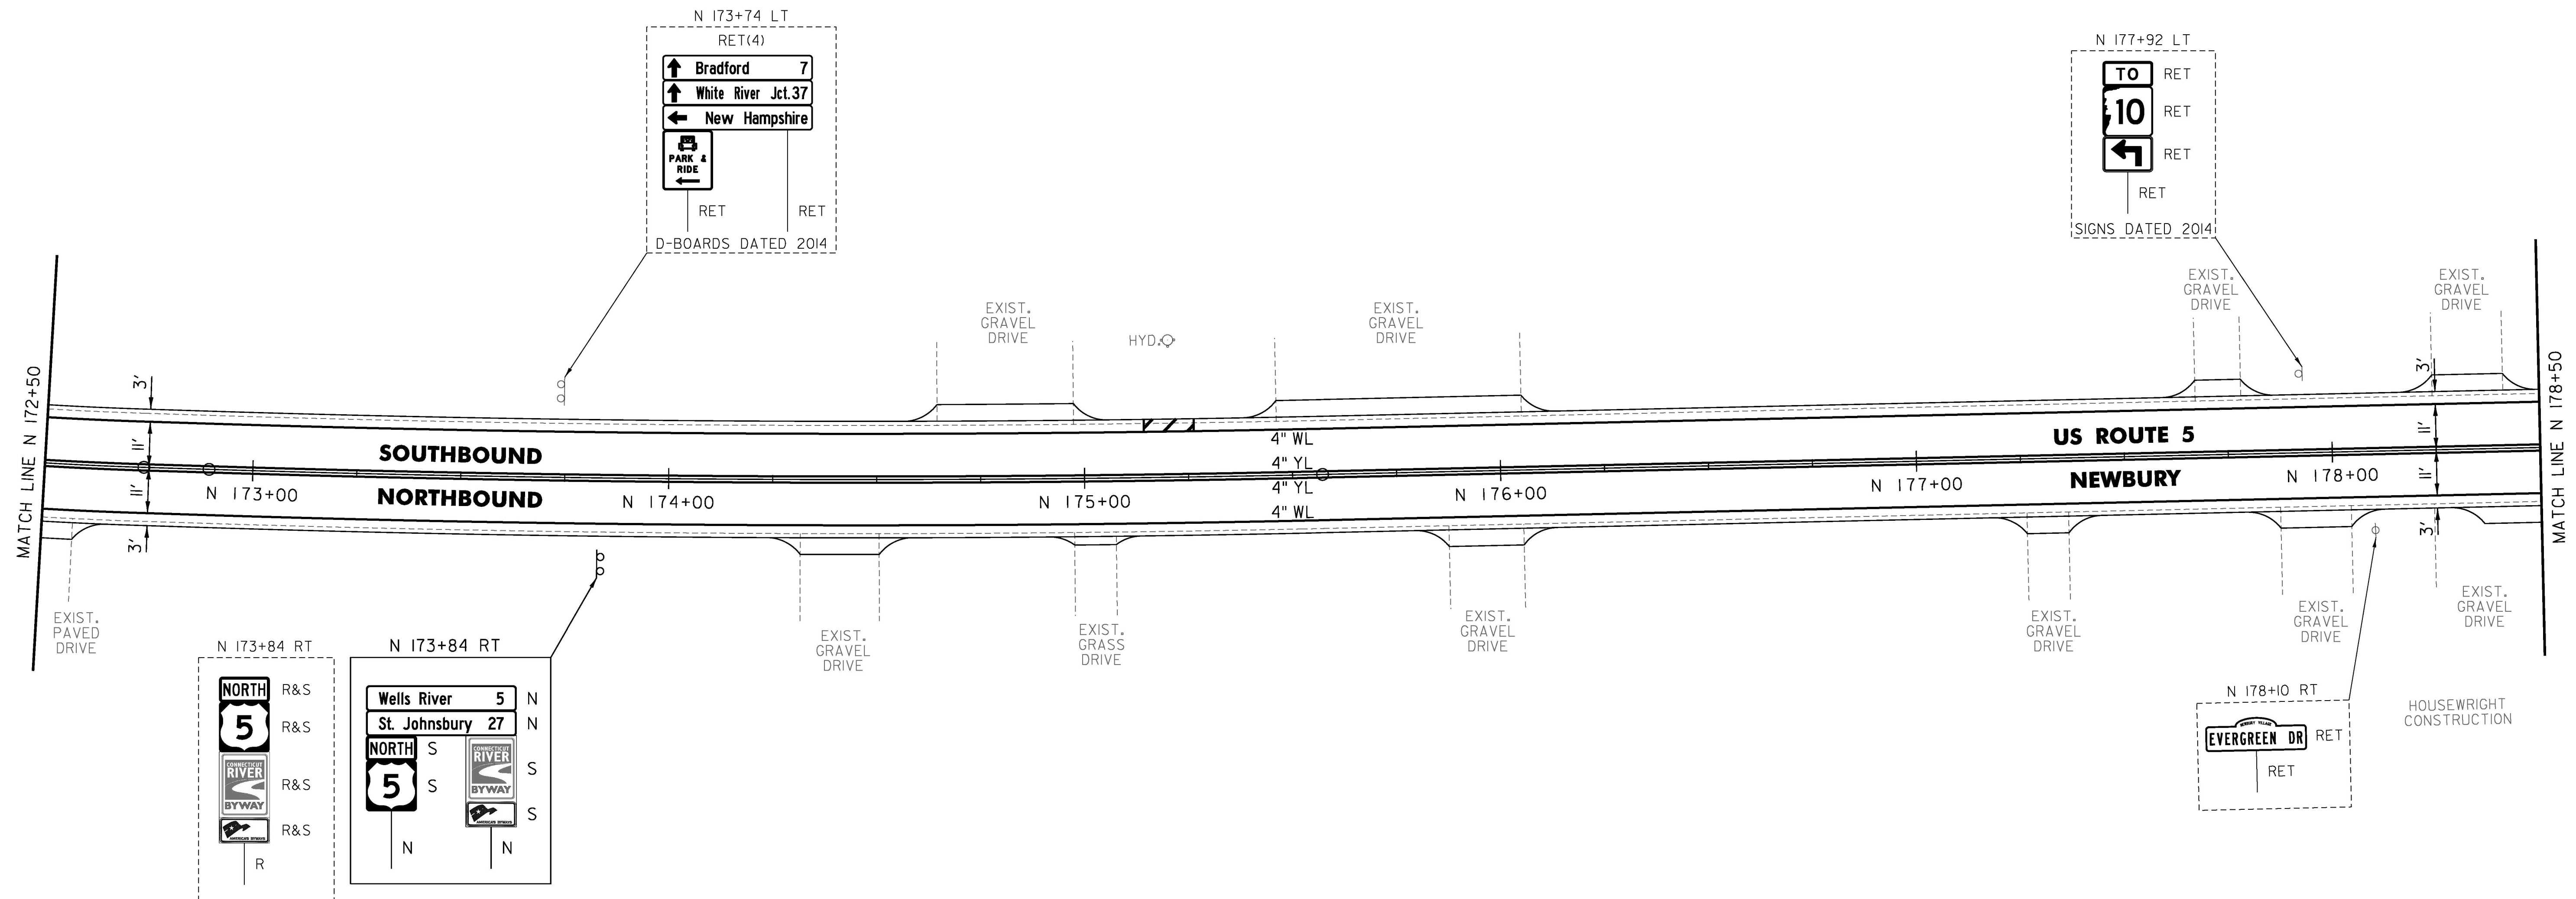 N 173+74 LT
RET(4)
Bradford 7
White River Jct. 37
New Hampshire
PARK &
RIDE
RET
RET
D-BOARDS DATED 2014
N 177+92 LT
TO RET
10 RET
RET
RET
SIGNS DATED 2014
EXIST.
GRAVEL
DRIVE
HYD.
EXIST.
GRAVEL
DRIVE
EXIST.
GRAVEL
DRIVE
EXIST.
GRAVEL
DRIVE
MATCH LINE N 172+50
3'
11'
11'
3'
SOUTHBOUND
NORTHBOUND
4" WL
4" YL
4" YL
4" WL
US ROUTE 5
NEWBURY
N 173+00
N 174+00
N 175+00
N 176+00
N 177+00
N 178+00
3'
11'
11'
3'
MATCH LINE N 178+50
EXIST.
PAVED
DRIVE
EXIST.
GRAVEL
DRIVE
EXIST.
GRASS
DRIVE
EXIST.
GRAVEL
DRIVE
EXIST.
GRAVEL
DRIVE
EXIST.
GRAVEL
DRIVE
EXIST.
GRAVEL
DRIVE
N 173+84 RT
NORTH R&S
5 R&S
CONNECTICUT
RIVER
BYWAY
R&S
AMERICA'S BYWAYS
R&S
R
N 173+84 RT
Wells River 5 N
St. Johnsbury 27 N
NORTH S
5 S
CONNECTICUT
RIVER
BYWAY
S
AMERICA'S BYWAYS
S
N
N
N 178+10 RT
NEWBURY VILLAGE
EVERGREEN DR RET
RET
HOUSEWRIGHT
CONSTRUCTION